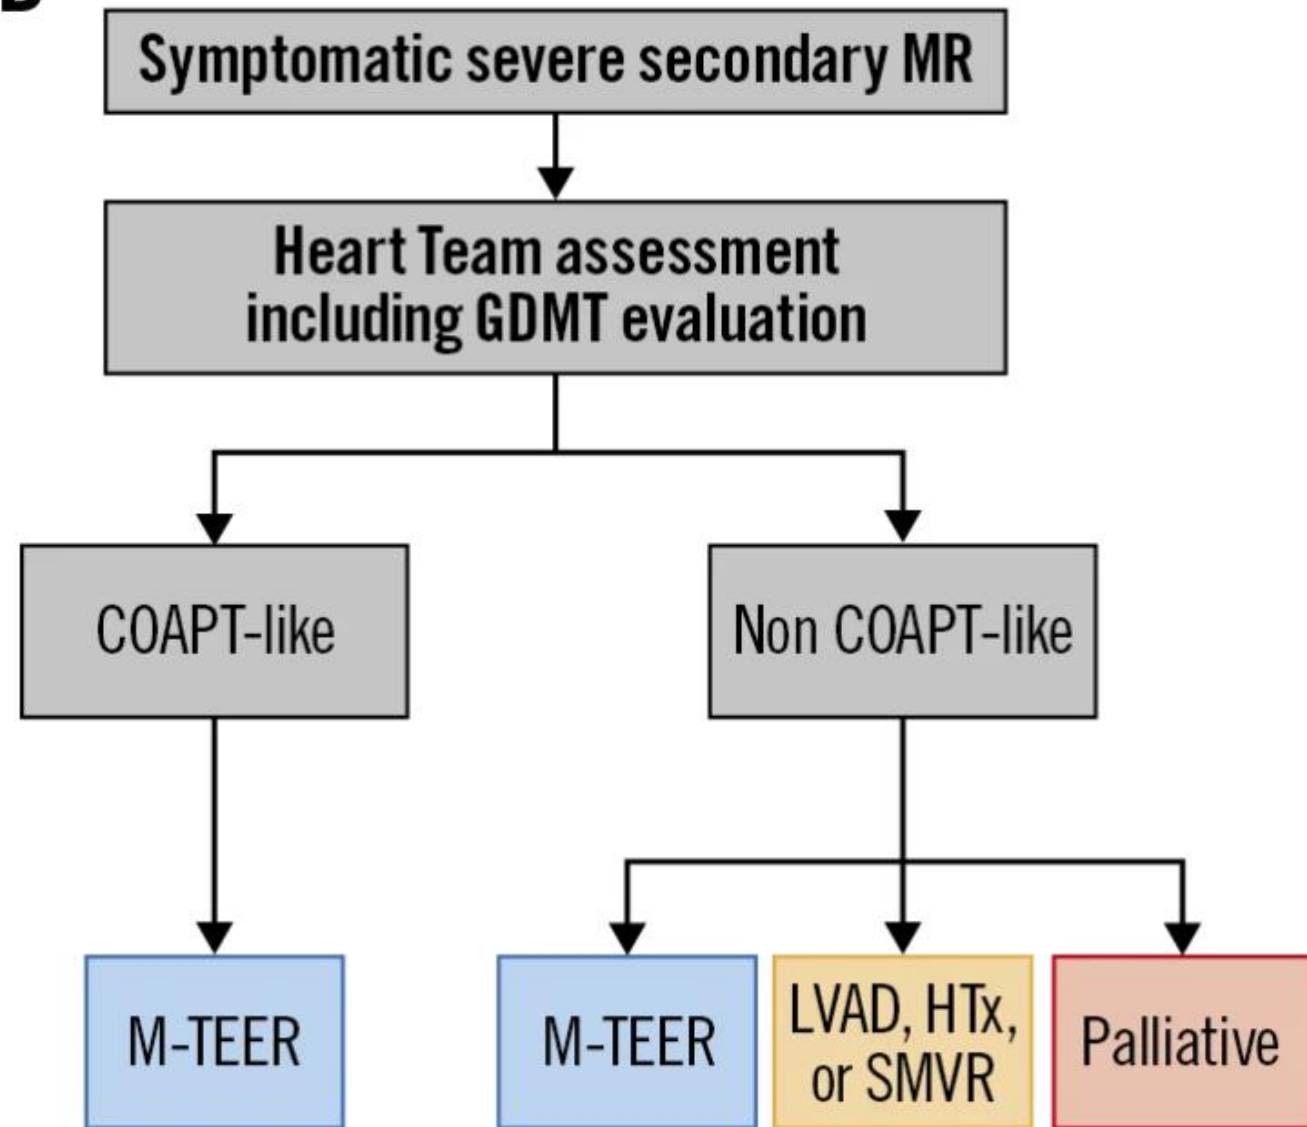 Symptomatic severe secondary MR
Heart Team assessment
including GDMT evaluation
COAPT-like
Non COAPT-like
M-TEER
M-TEER
LVAD, HTx,
or SMVR
Palliative